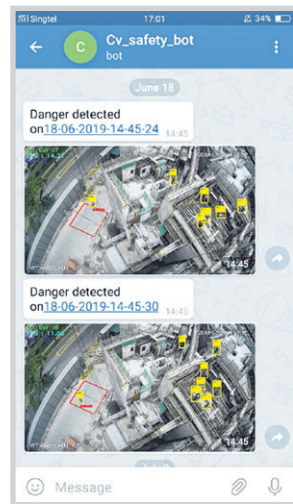 Singtel 17:01 34%
C Cv_safety_bot
bot
June 18
Danger detected
on18-06-2019-14-45-24 14:45
14:45
Danger detected
on18-06-2019-14-45-30 14:45
14:45
Message